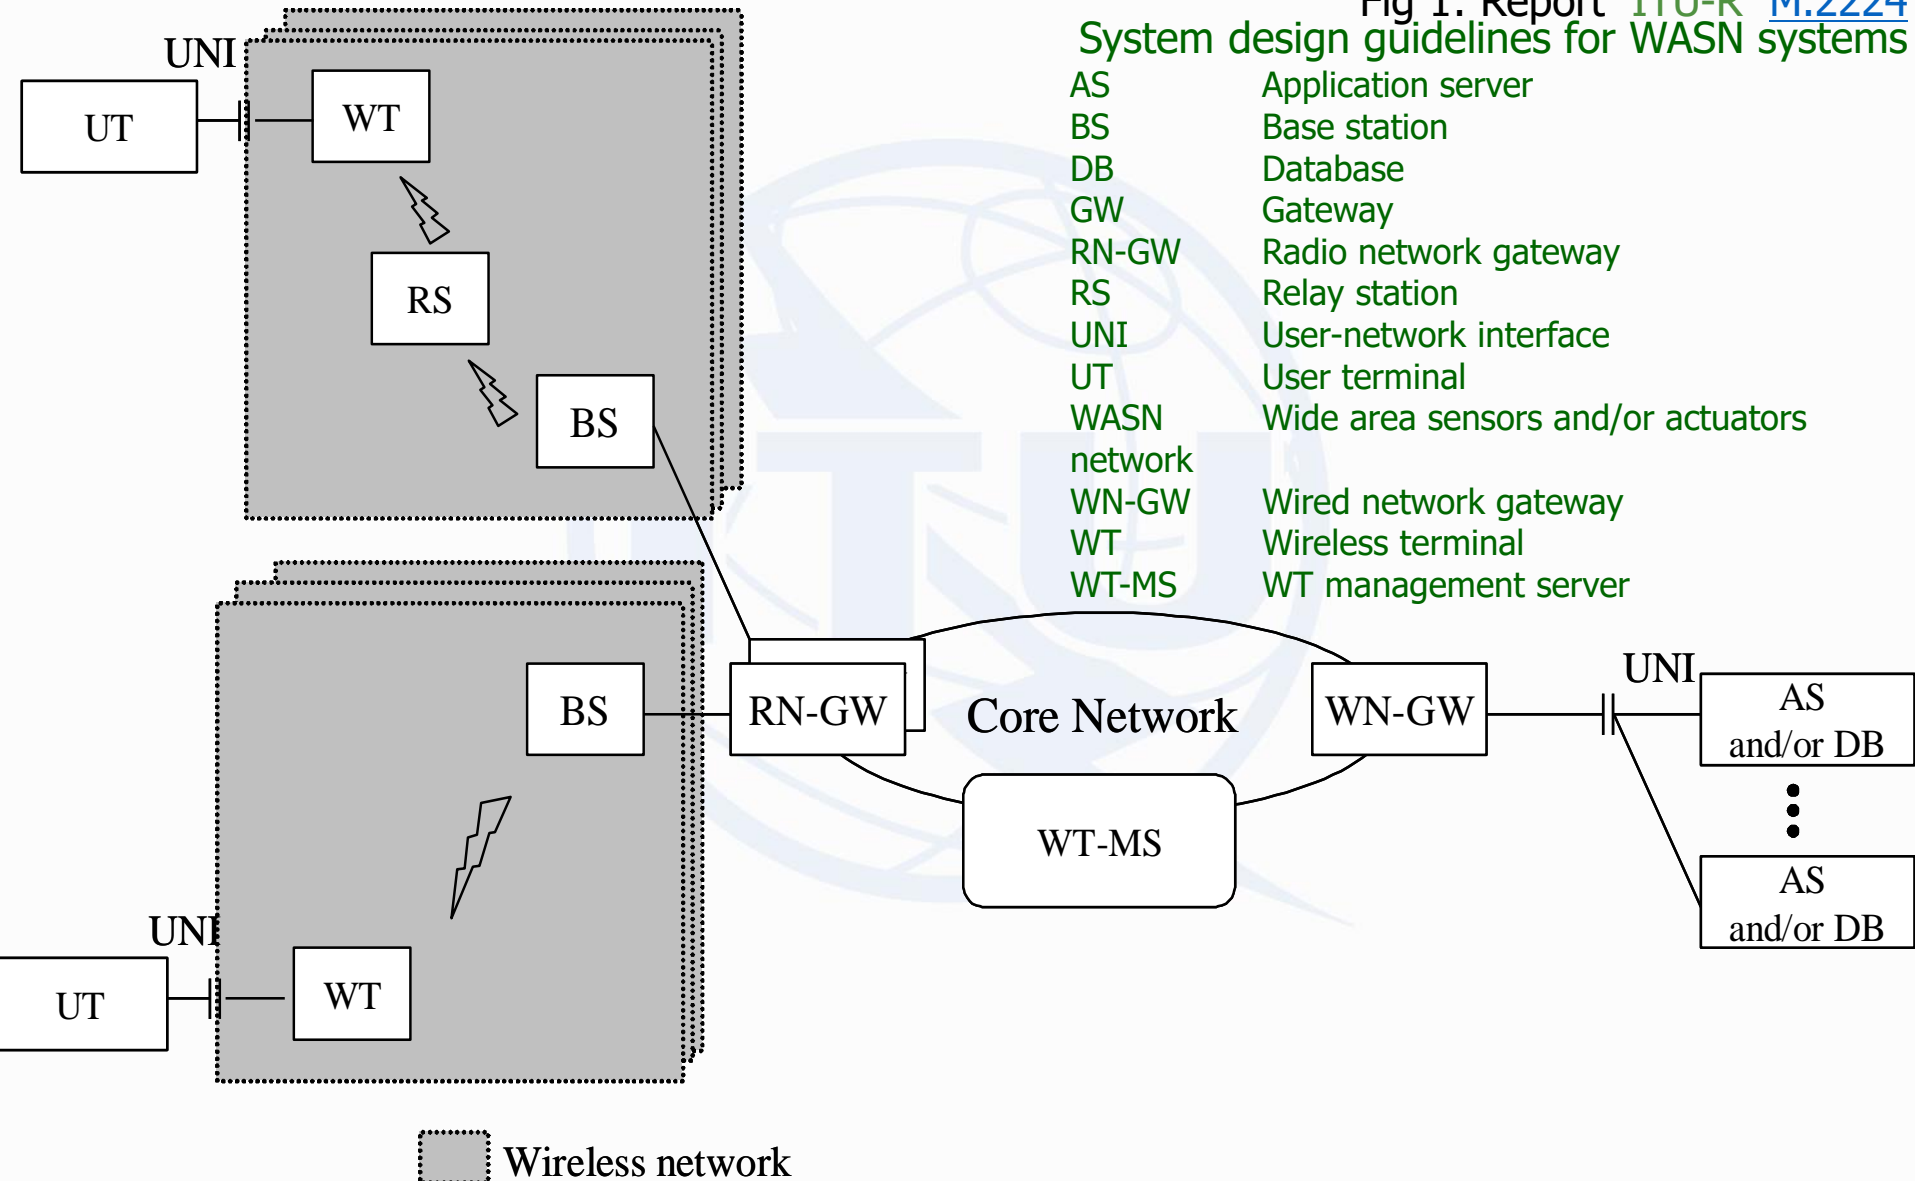 Fig 1. Report ITU-R M.2224
System design guidelines for WASN systems
AS Application server
BS Base station
DB Database
GW Gateway
RN-GW Radio network gateway
RS Relay station
UNI User-network interface
UT User terminal
WASN Wide area sensors and/or actuators
network
WN-GW Wired network gateway
WT Wireless terminal
WT-MS WT management server
UNI
UT
WT
RS
BS
BS
RN-GW
Core Network
WN-GW
UNI
AS
and/or DB
WT-MS
AS
and/or DB
UNI
UT
WT
Wireless network
ITU